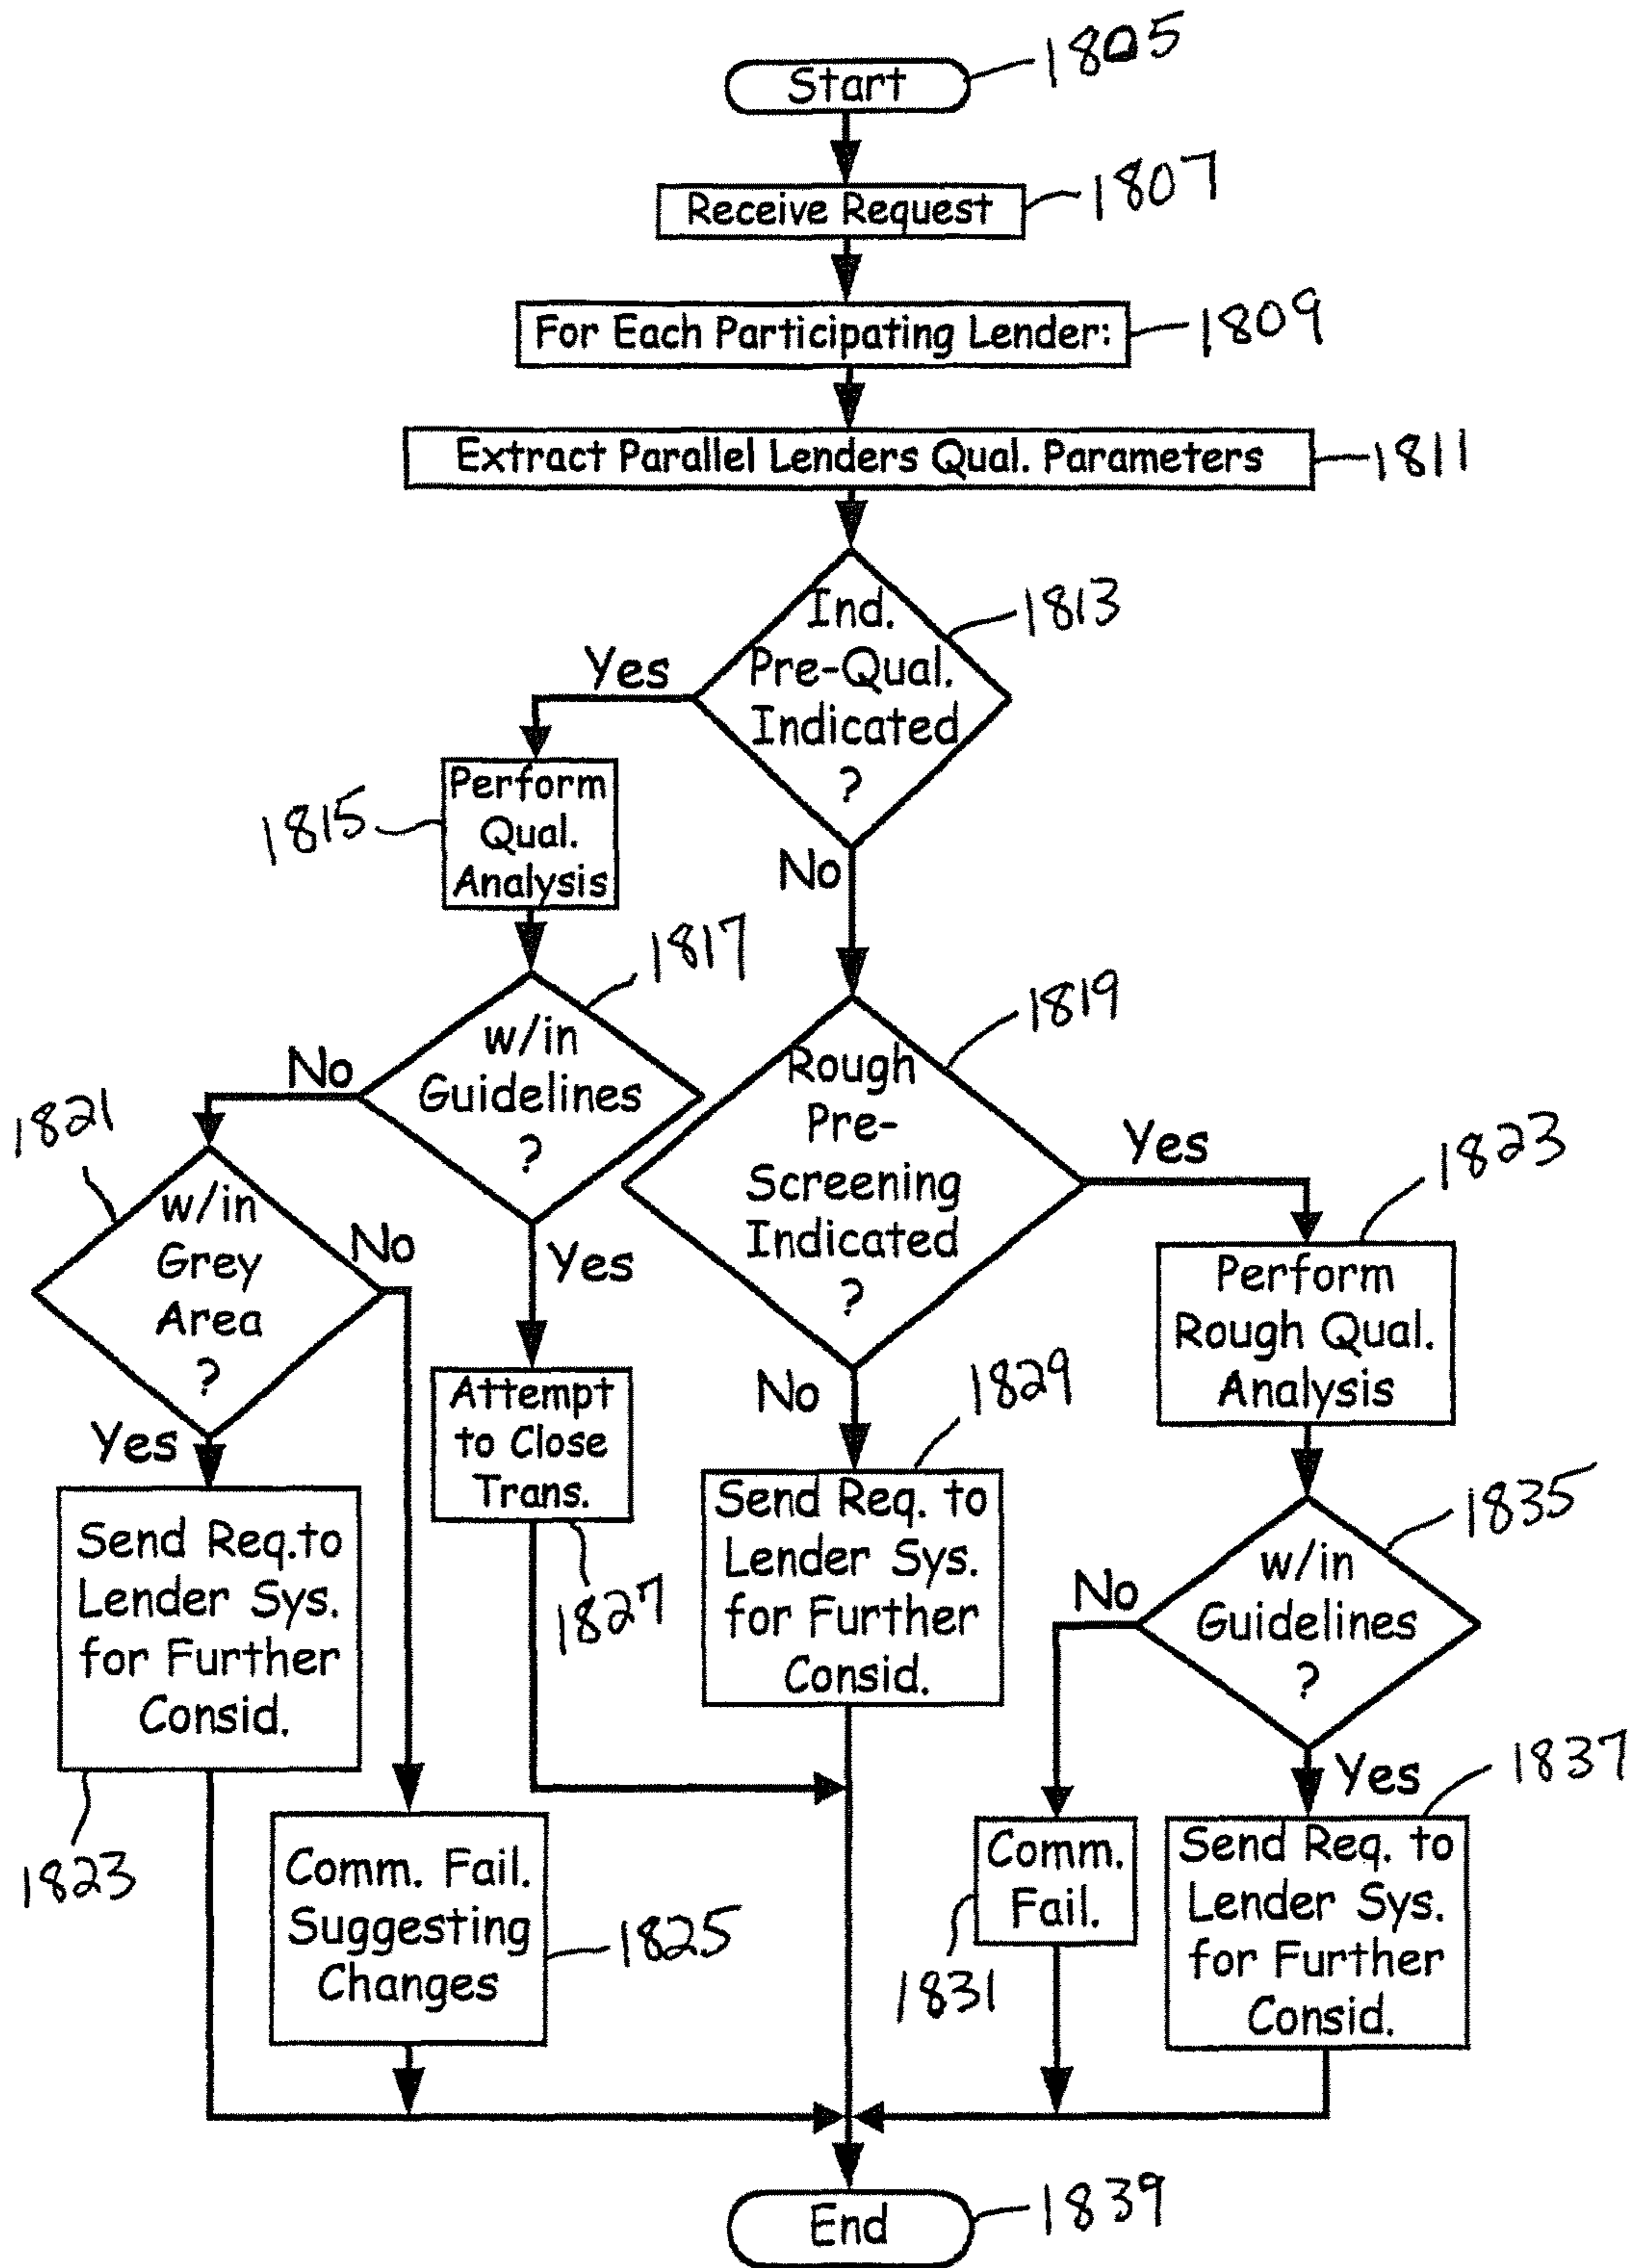 Start
1805
Receive Request
1807
For Each Participating Lender:
1809
Extract Parallel Lenders Qual. Parameters
1811
Ind.
Pre-Qual.
Indicated
?
1813
Yes
No
Perform
Qual.
Analysis
1815
w/in
Guidelines
?
1817
No
Yes
Rough
Pre-
Screening
Indicated
?
1819
Yes
No
w/in
Grey
Area
?
1821
No
Yes
Perform
Rough Qual.
Analysis
1823
Attempt
to Close
Trans.
1827
Send Req. to
Lender Sys.
for Further
Consid.
1829
Send Req.to
Lender Sys.
for Further
Consid.
1823
w/in
Guidelines
?
1835
No
Yes
Comm. Fail.
Suggesting
Changes
1825
Comm.
Fail.
1831
Send Req. to
Lender Sys.
for Further
Consid.
1837
End
1839